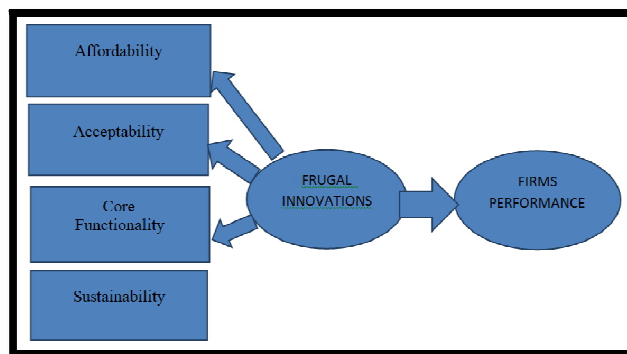 Affordability
Acceptability
Core
Functionality
Sustainability
FRUGAL
INNOVATIONS
FIRMS
PERFORMANCE